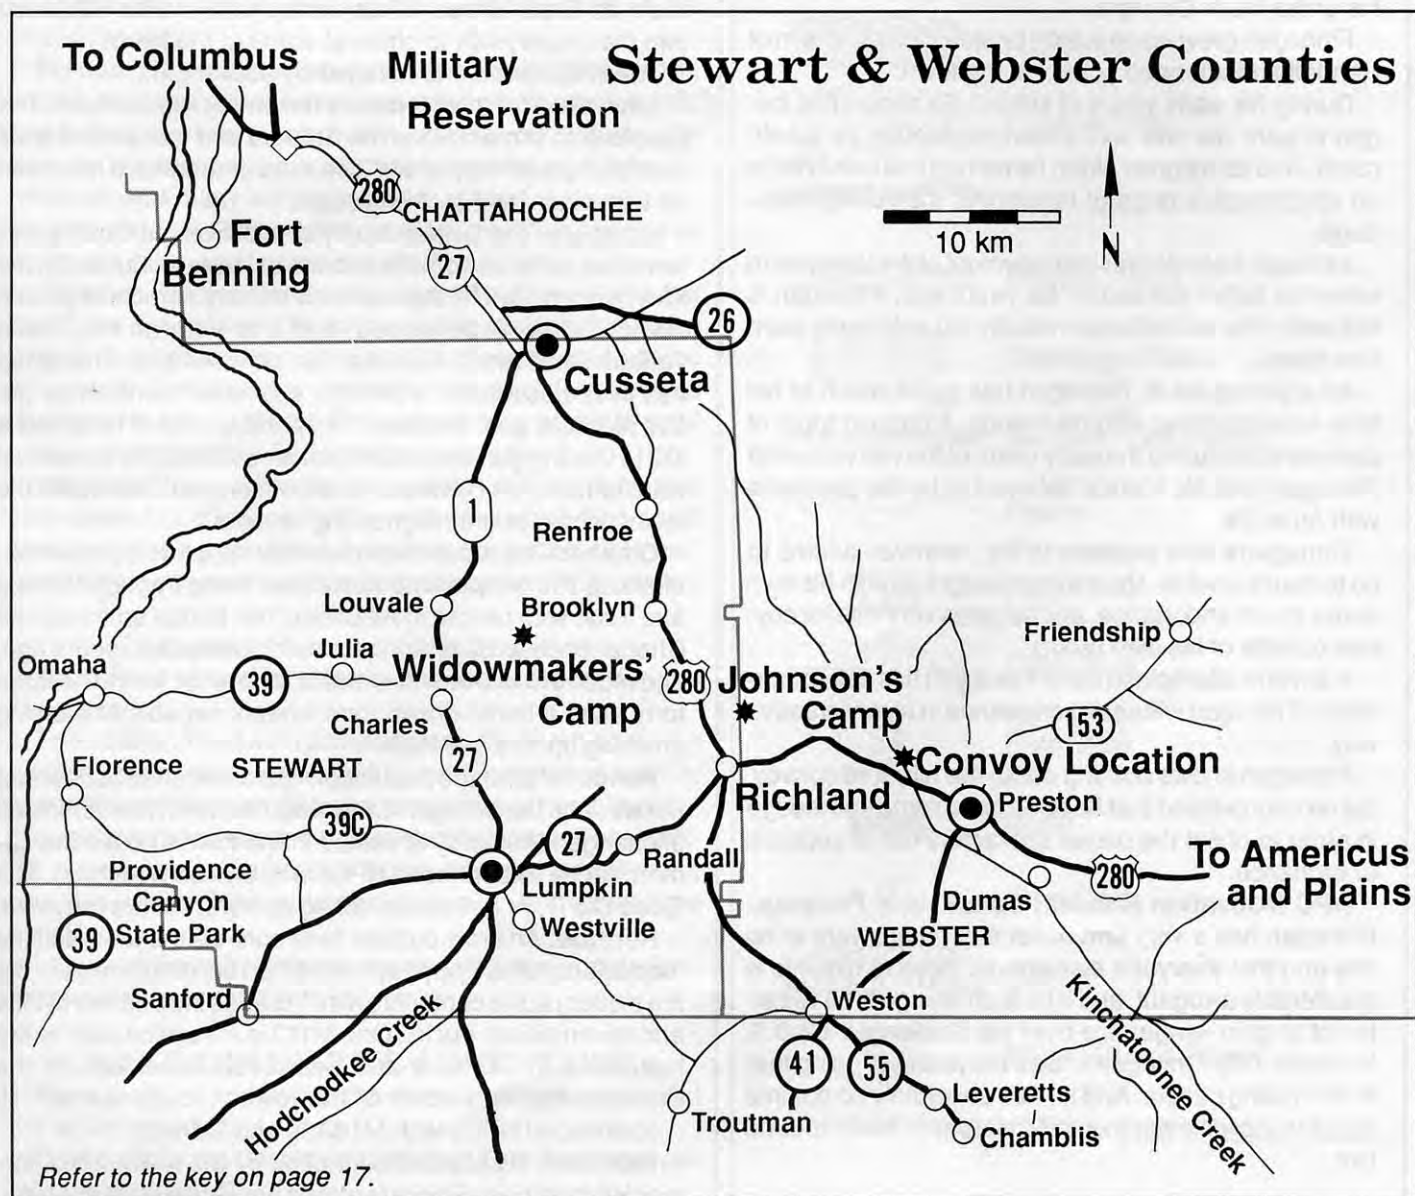 To Columbus
Military
Reservation
Stewart & Webster Counties
280
CHATTAHOOCHEE
10 km
N
Fort
Benning
27
26
Cusseta
Renfroe
Louvale
Brooklyn
Friendship
Julia
Omaha
39
Widowmakers'
Camp
280
Johnson's
Camp
153
Charles
27
Convoy Location
Florence
STEWART
Richland
Preston
39C
27
Randall
280
To Americus
and Plains
Providence
Canyon
State Park
Lumpkin
Westville
Dumas
39
WEBSTER
Sanford
Weston
Kinchatoonee Creek
Hodchodkee Creek
41
55
Leveretts
Troutman
Chamblis
Refer to the key on page 17.